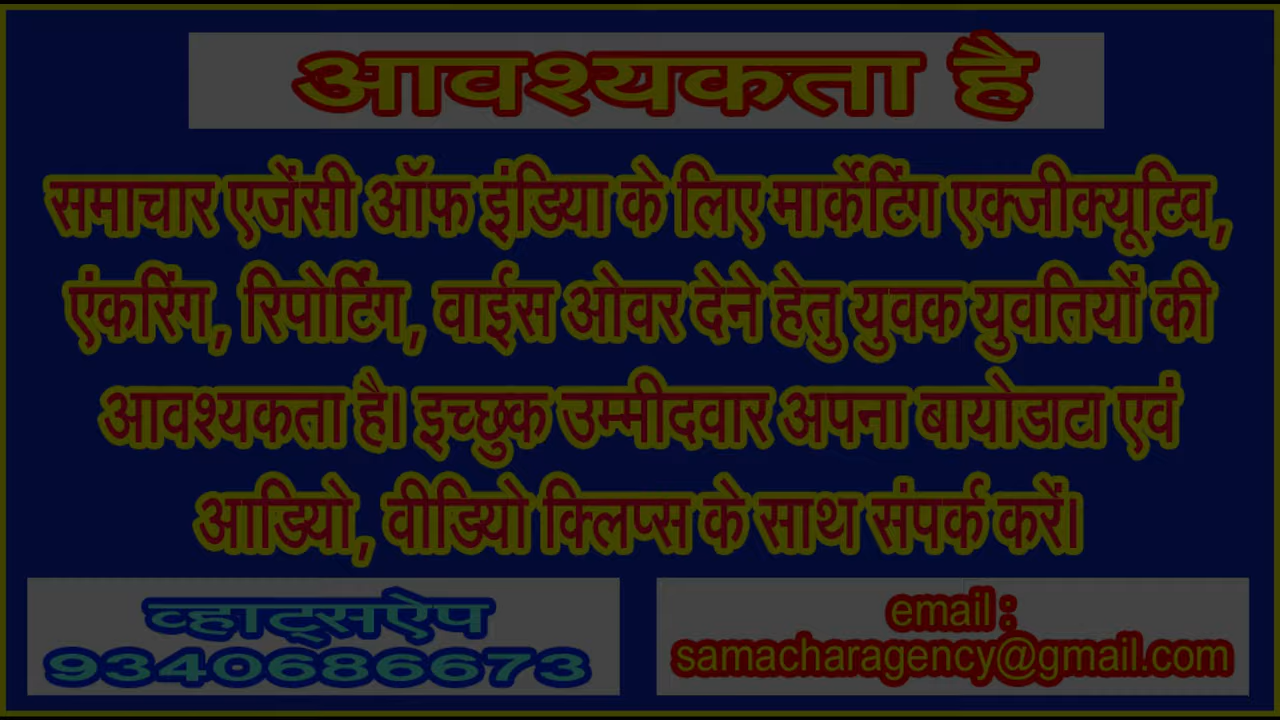 आवश्यकता है
समाचार एजेंसी ऑफ इंडिया के लिए मार्केटिंग एक्जीक्यूटिव,
एंकरिंग, रिपोर्टिंग, वाईस ओवर देने हेतु युवक युवतियों की
आवश्यकता है। इच्छुक उम्मीदवार अपना बायोडाटा एवं
आडियो, वीडियो क्लिप्स के साथ संपर्क करें।
व्हाट्सऐप
9340686673
email :
samacharagency@gmail.com